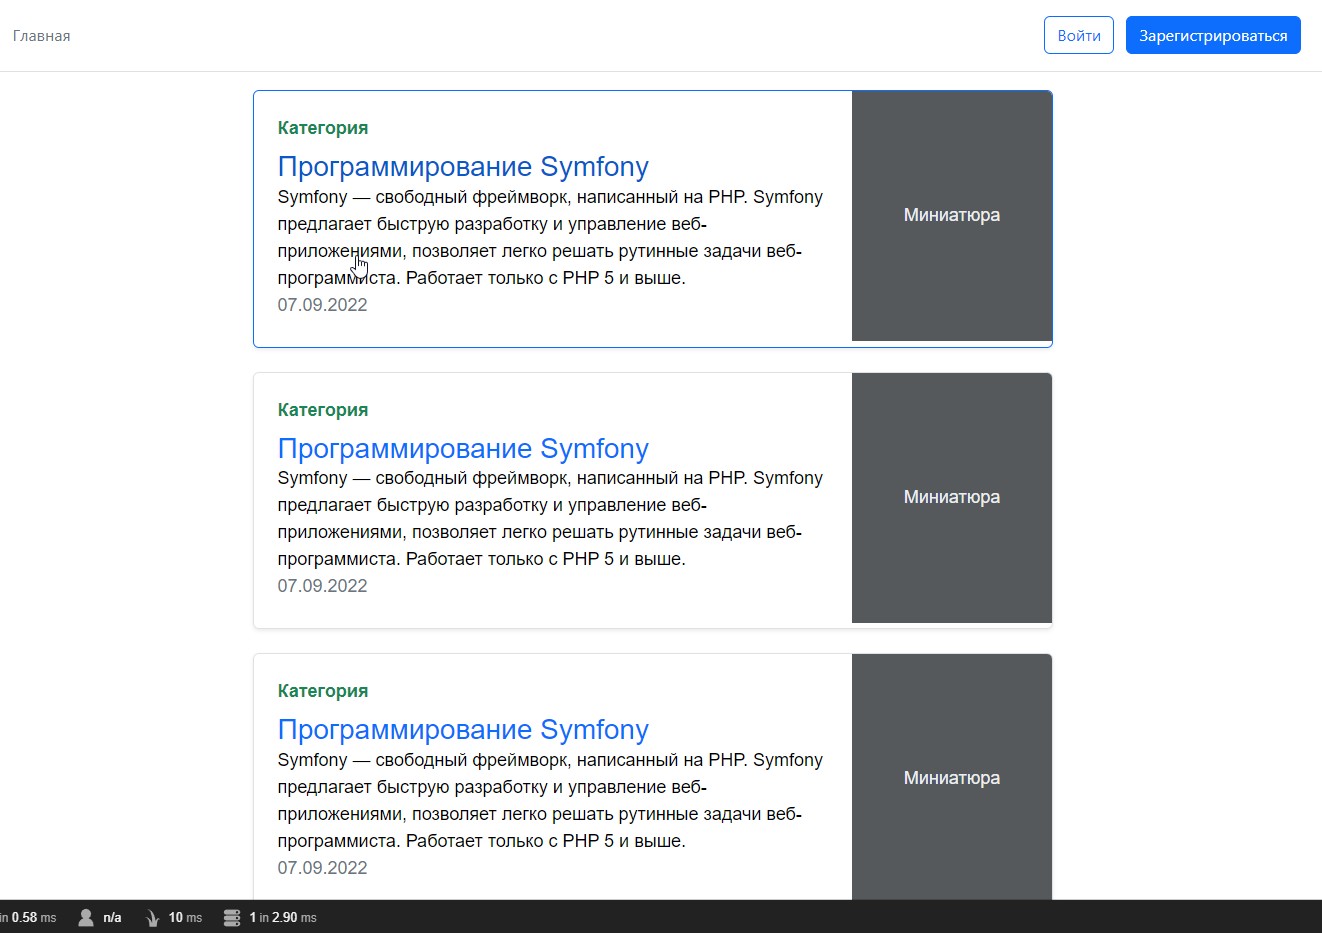 Главная
Войти
Зарегистрироваться
Категория
Программирование Symfony
Symfony — свободный фреймворк, написанный на PHP. Symfony
предлагает быструю разработку и управление веб-
приложениями, позволяет легко решать рутинные задачи веб-
программиста. Работает только с PHP 5 и выше.
07.09.2022
Миниатюра
Категория
Программирование Symfony
Symfony — свободный фреймворк, написанный на PHP. Symfony
предлагает быструю разработку и управление веб-
приложениями, позволяет легко решать рутинные задачи веб-
программиста. Работает только с PHP 5 и выше.
07.09.2022
Миниатюра
Категория
Программирование Symfony
Symfony — свободный фреймворк, написанный на PHP. Symfony
предлагает быструю разработку и управление веб-
приложениями, позволяет легко решать рутинные задачи веб-
программиста. Работает только с PHP 5 и выше.
07.09.2022
Миниатюра
in 0.58 ms n/a 10 ms 1 in 2.90 ms